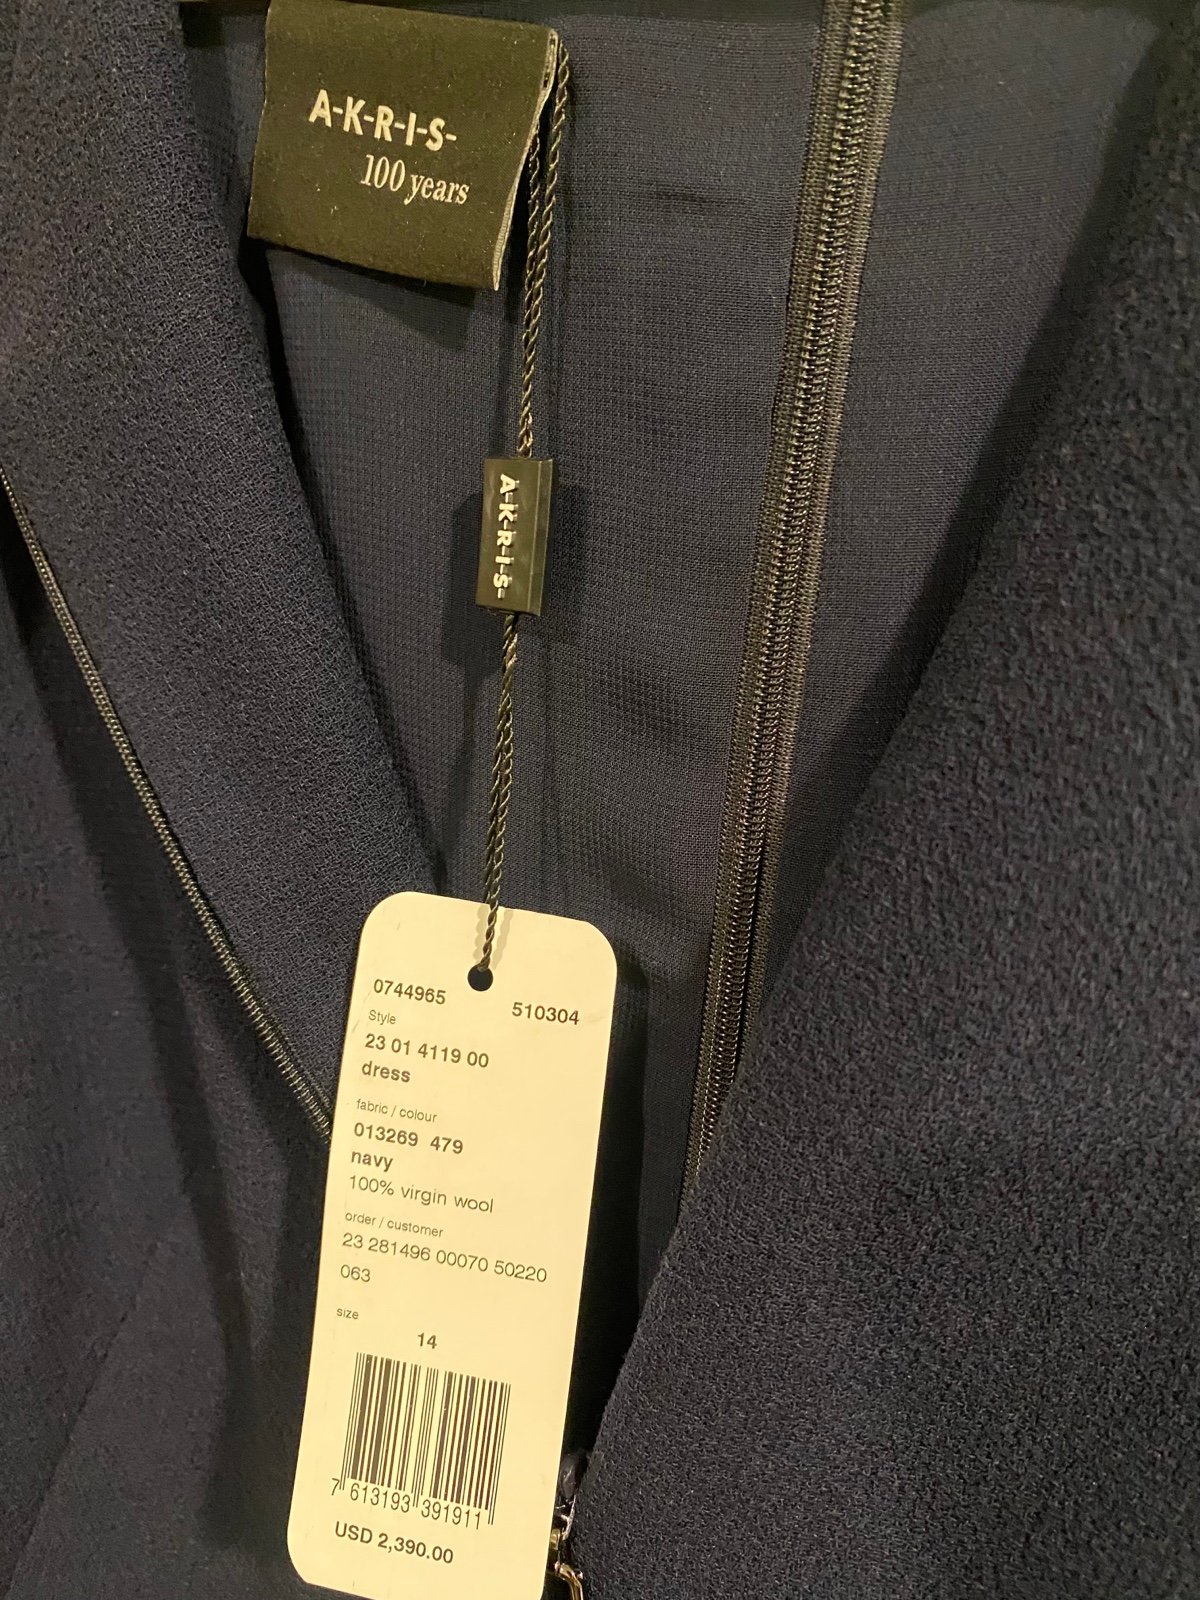 A-K-R-I-S-
100 years
A-K-R-I-S-
0744965 510304
Style
23 01 4119 00
dress
fabric / colour
013269 479
navy
100% virgin wool
order / customer
23 281496 00070 50220
063
size
14
7 613193 391911
USD 2,390.00